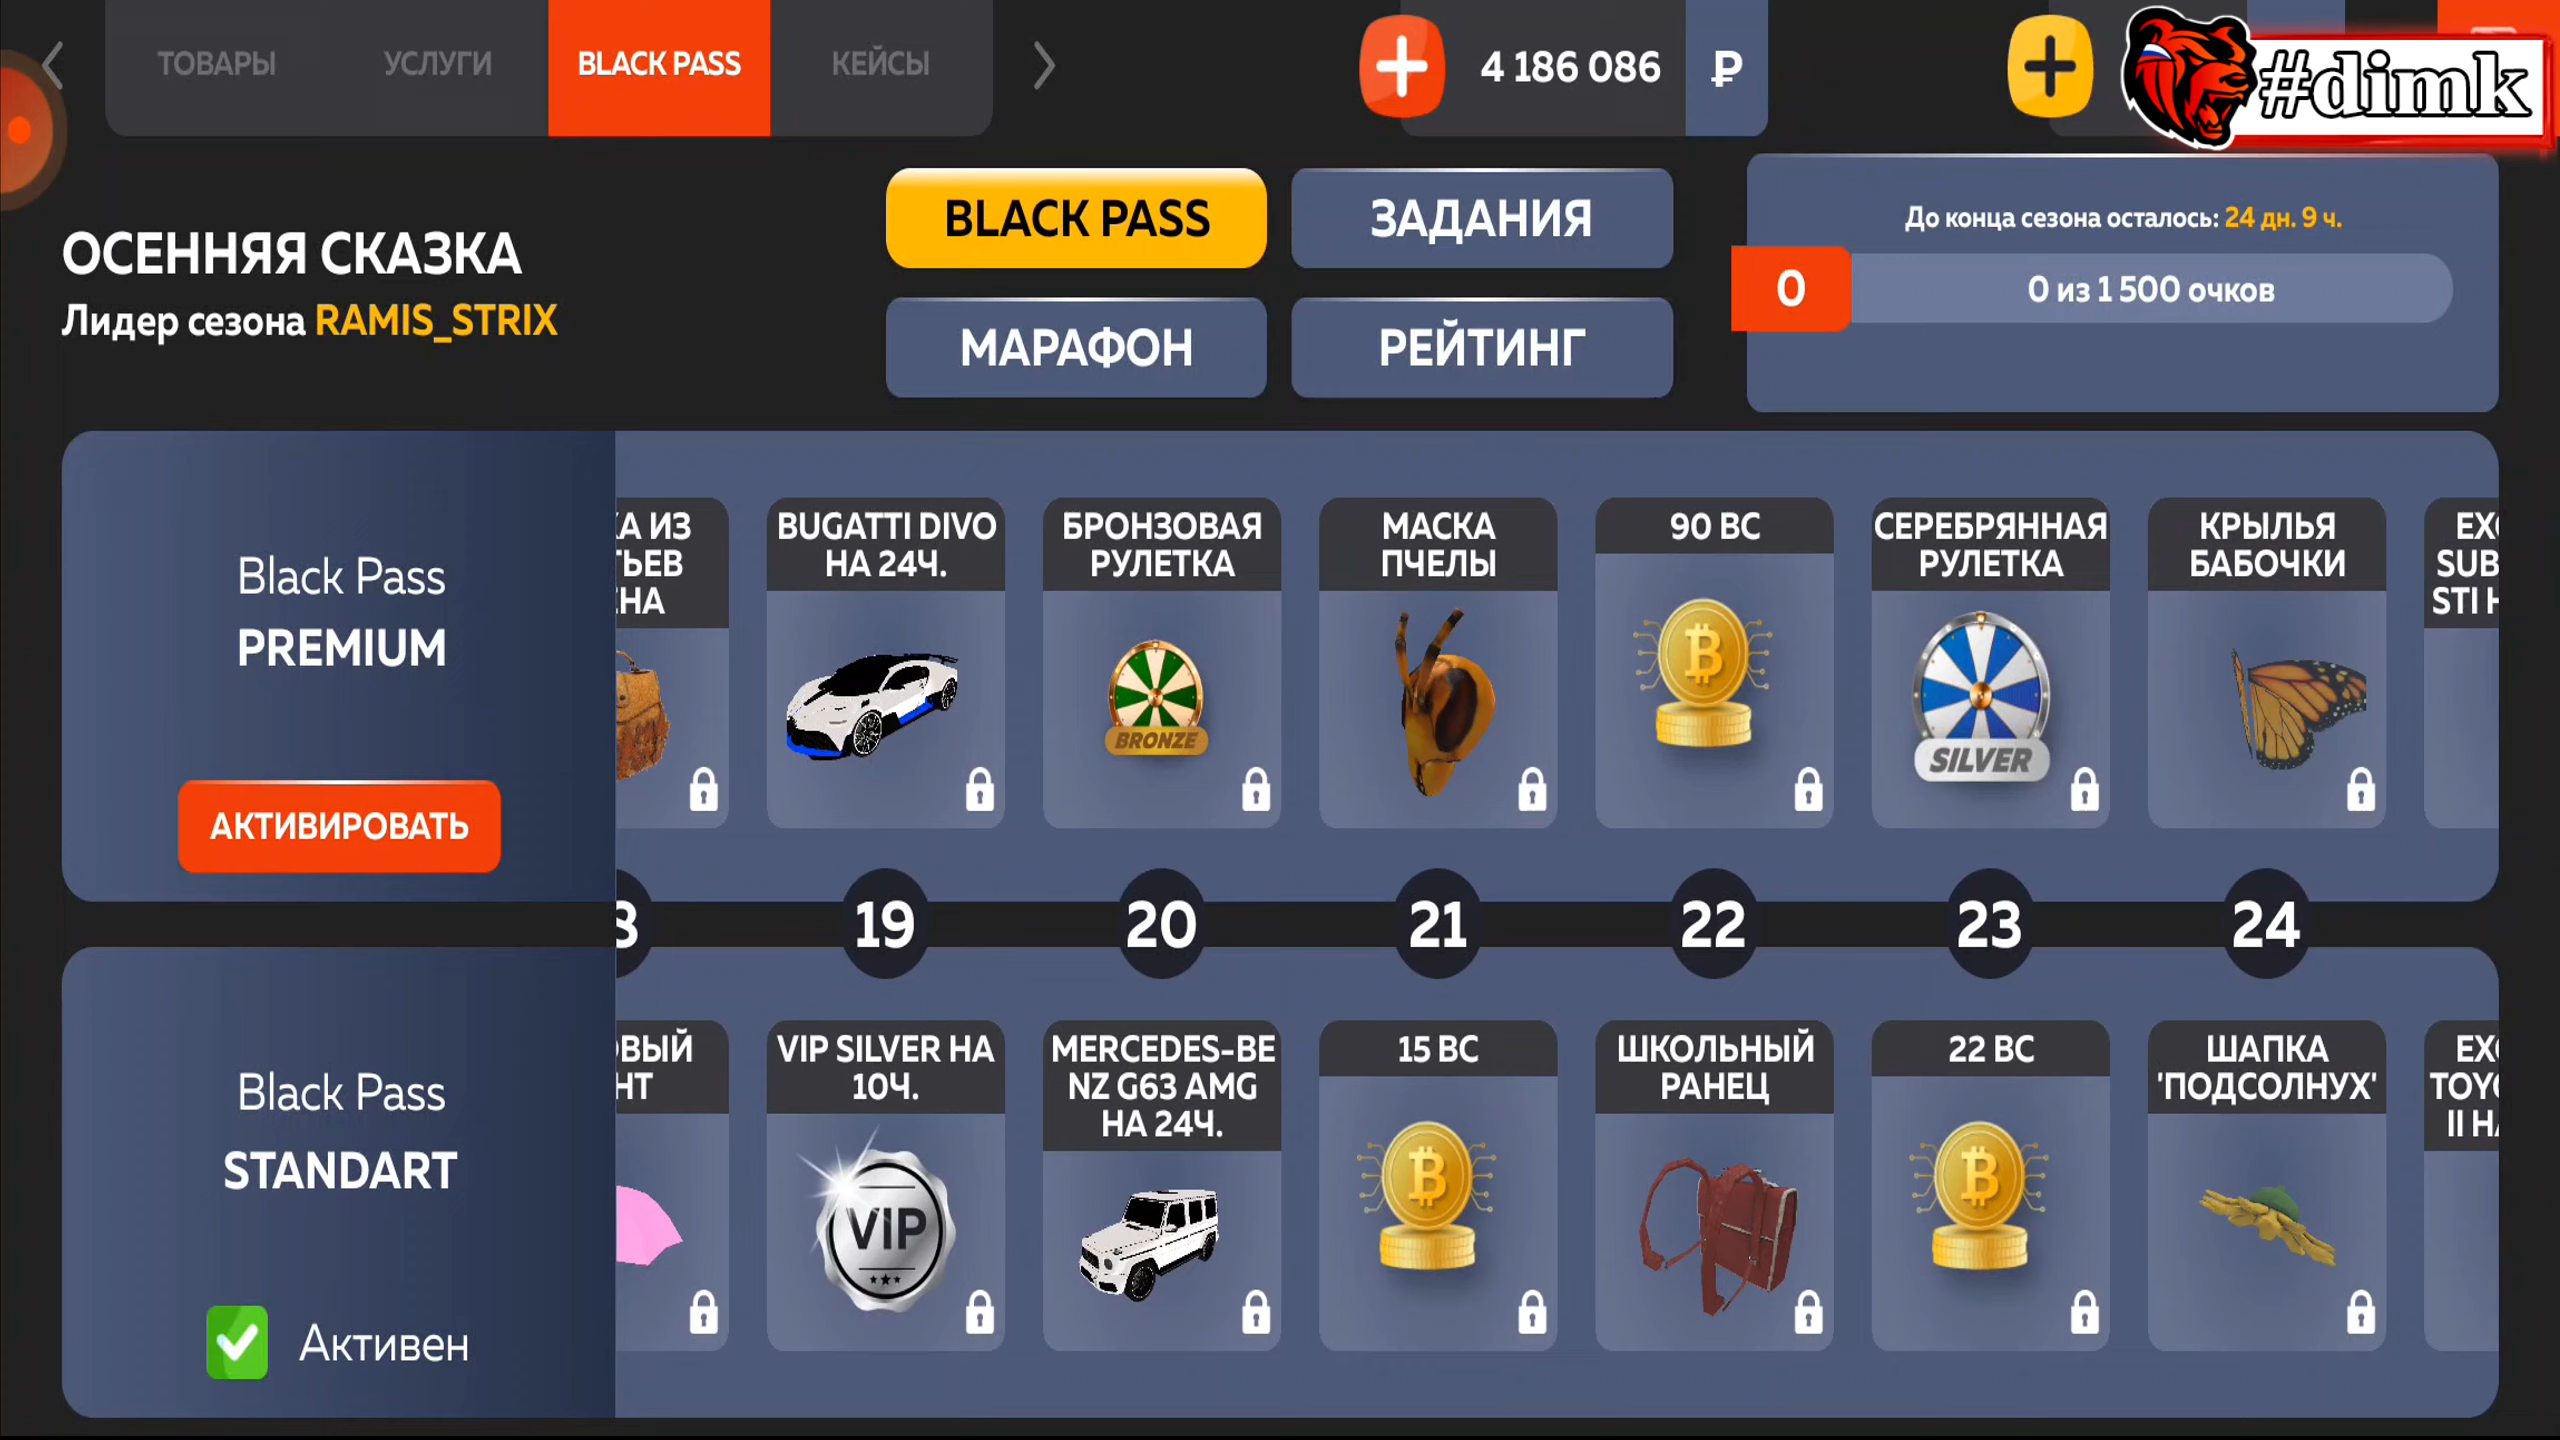 ТОВАРЫ УСЛУГИ BLACK PASS КЕЙСЫ 4 186 086 ₽ #dimk
ОСЕННЯЯ СКАЗКА
Лидер сезона RAMIS_STRIX
BLACK PASS ЗАДАНИЯ
МАРАФОН РЕЙТИНГ
До конца сезона осталось: 24 дн. 9 ч.
0 0 из 1 500 очков
Black Pass
PREMIUM
АКТИВИРОВАТЬ
BUGATTI DIVO
НА 24Ч.
БРОНЗОВАЯ
РУЛЕТКА
BRONZE
МАСКА
ПЧЕЛЫ
90 BC
СЕРЕБРЯННАЯ
РУЛЕТКА
SILVER
КРЫЛЬЯ
БАБОЧКИ
19 20 21 22 23 24
Black Pass
STANDART
Активен
VIP SILVER НА
10Ч.
VIP
MERCEDES-BE
NZ G63 AMG
НА 24Ч.
15 BC
ШКОЛЬНЫЙ
РАНЕЦ
22 BC
ШАПКА
'ПОДСОЛНУХ'